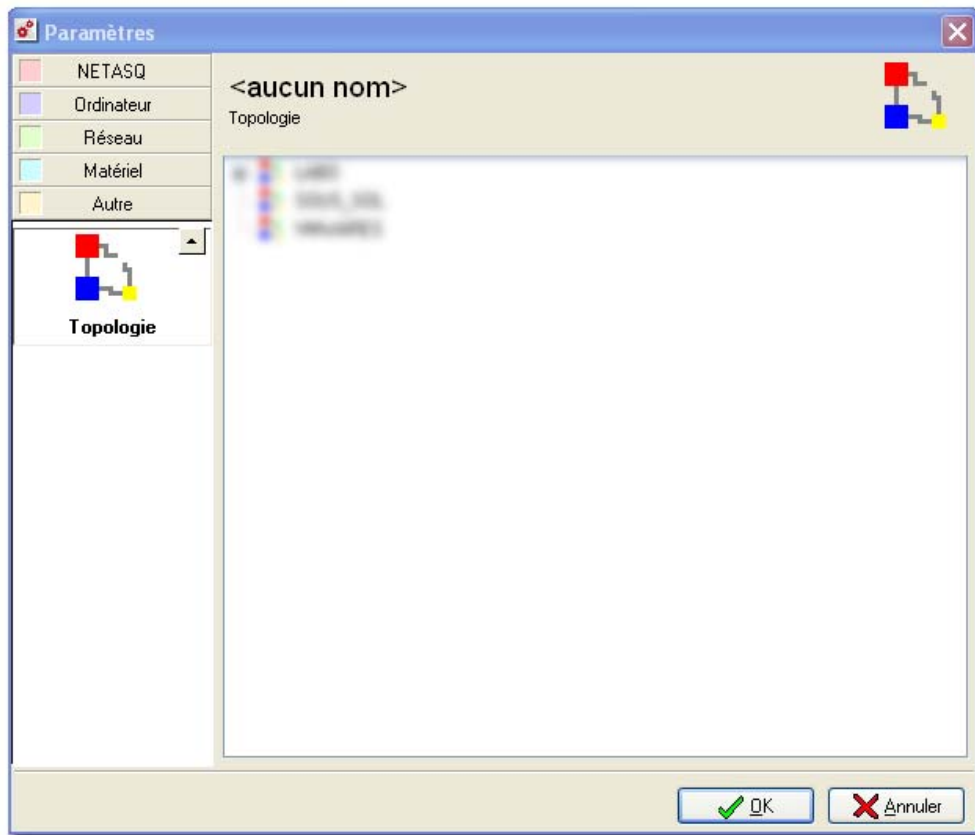 Paramètres
NETASQ
Ordinateur
Réseau
Matériel
Autre
Topologie
<aucun nom>
Topologie
OK
Annuler